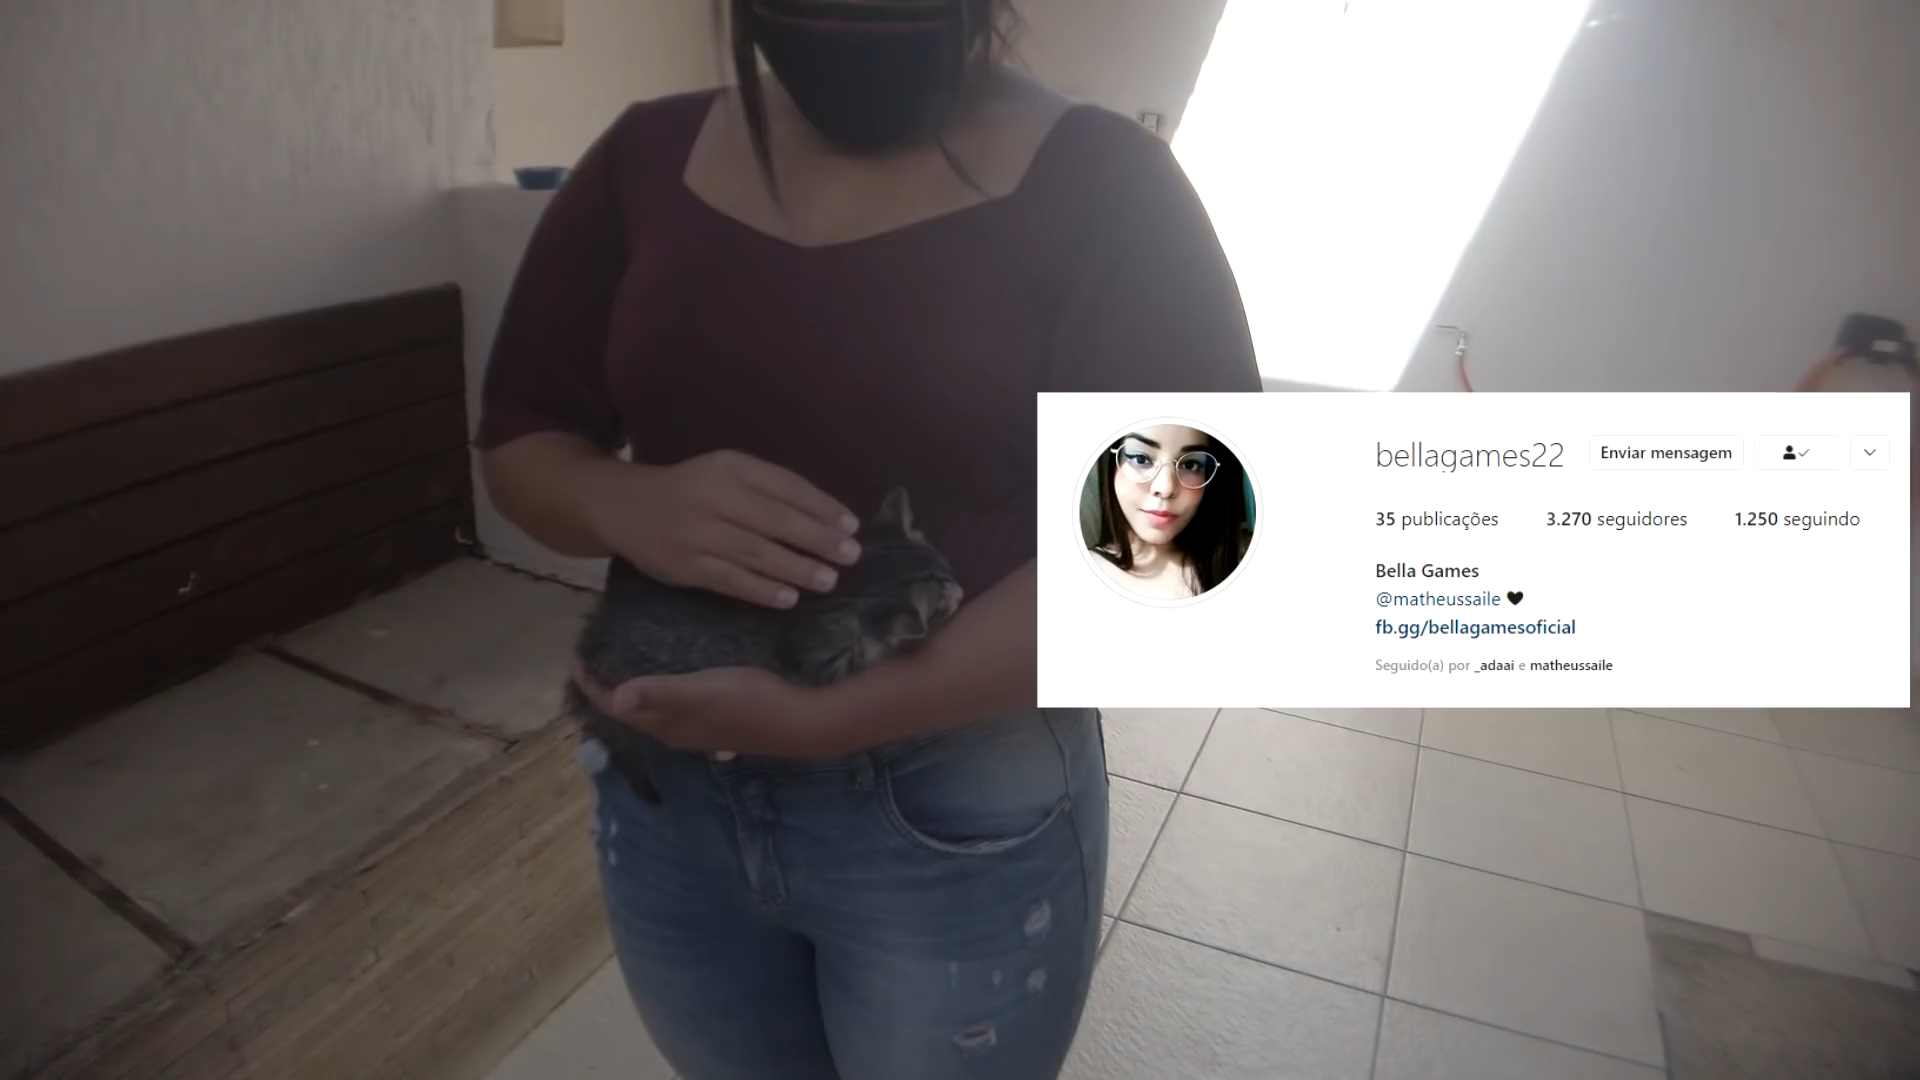 bellagames22 Enviar mensagem
35 publicações 3.270 seguidores 1.250 seguindo
Bella Games
@matheussaile 🖤
fb.gg/bellagamesoficial
Seguido(a) por _adaai e matheussaile